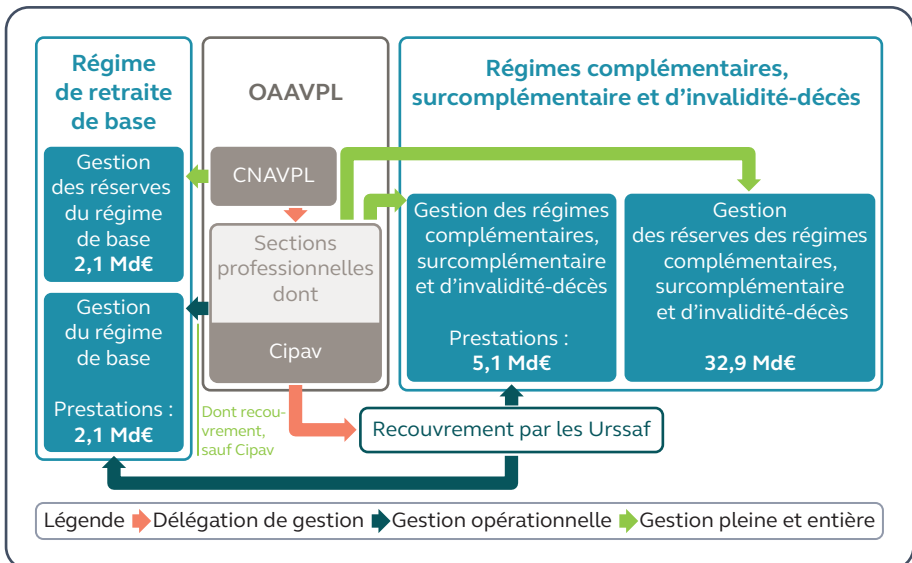 Régime
de retraite
de base
Gestion
des réserves
du régime
de base
2,1 Md€
Gestion
du régime
de base
Prestations :
2,1 Md€
OAAVPL
CNAVPL
Sections
professionnelles
dont
Cipav
Dont recou-
vrement,
sauf Cipav
Régimes complémentaires,
surcomplémentaire et d’invalidité-décès
Gestion des régimes
complémentaires,
surcomplémentaire
et d’invalidité-décès
Prestations :
5,1 Md€
Gestion
des réserves des régimes
complémentaires,
surcomplémentaire
et d’invalidité-décès
32,9 Md€
Recouvrement par les Urssaf
Légende Délégation de gestion Gestion opérationnelle Gestion pleine et entière